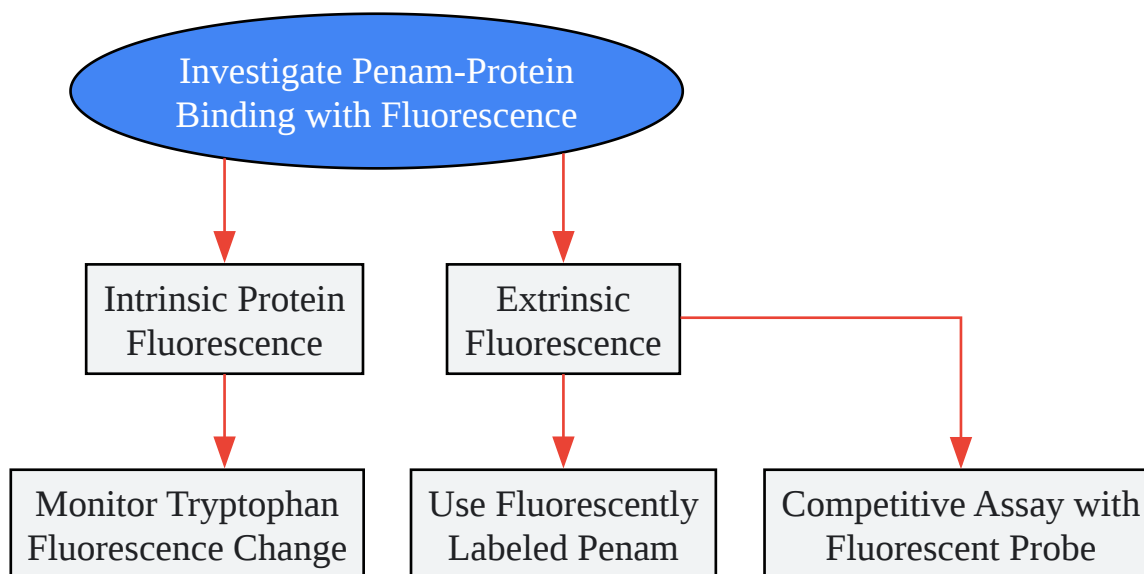 Investigate Penam-Protein
Binding with Fluorescence
Intrinsic Protein
Fluorescence
Extrinsic
Fluorescence
Monitor Tryptophan
Fluorescence Change
Use Fluorescently
Labeled Penam
Competitive Assay with
Fluorescent Probe